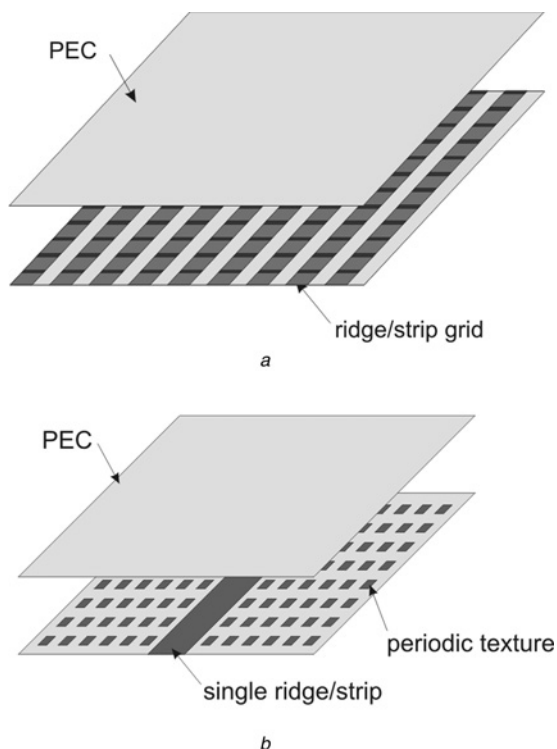 PEC
ridge/strip grid
a
PEC
periodic texture
single ridge/strip
b